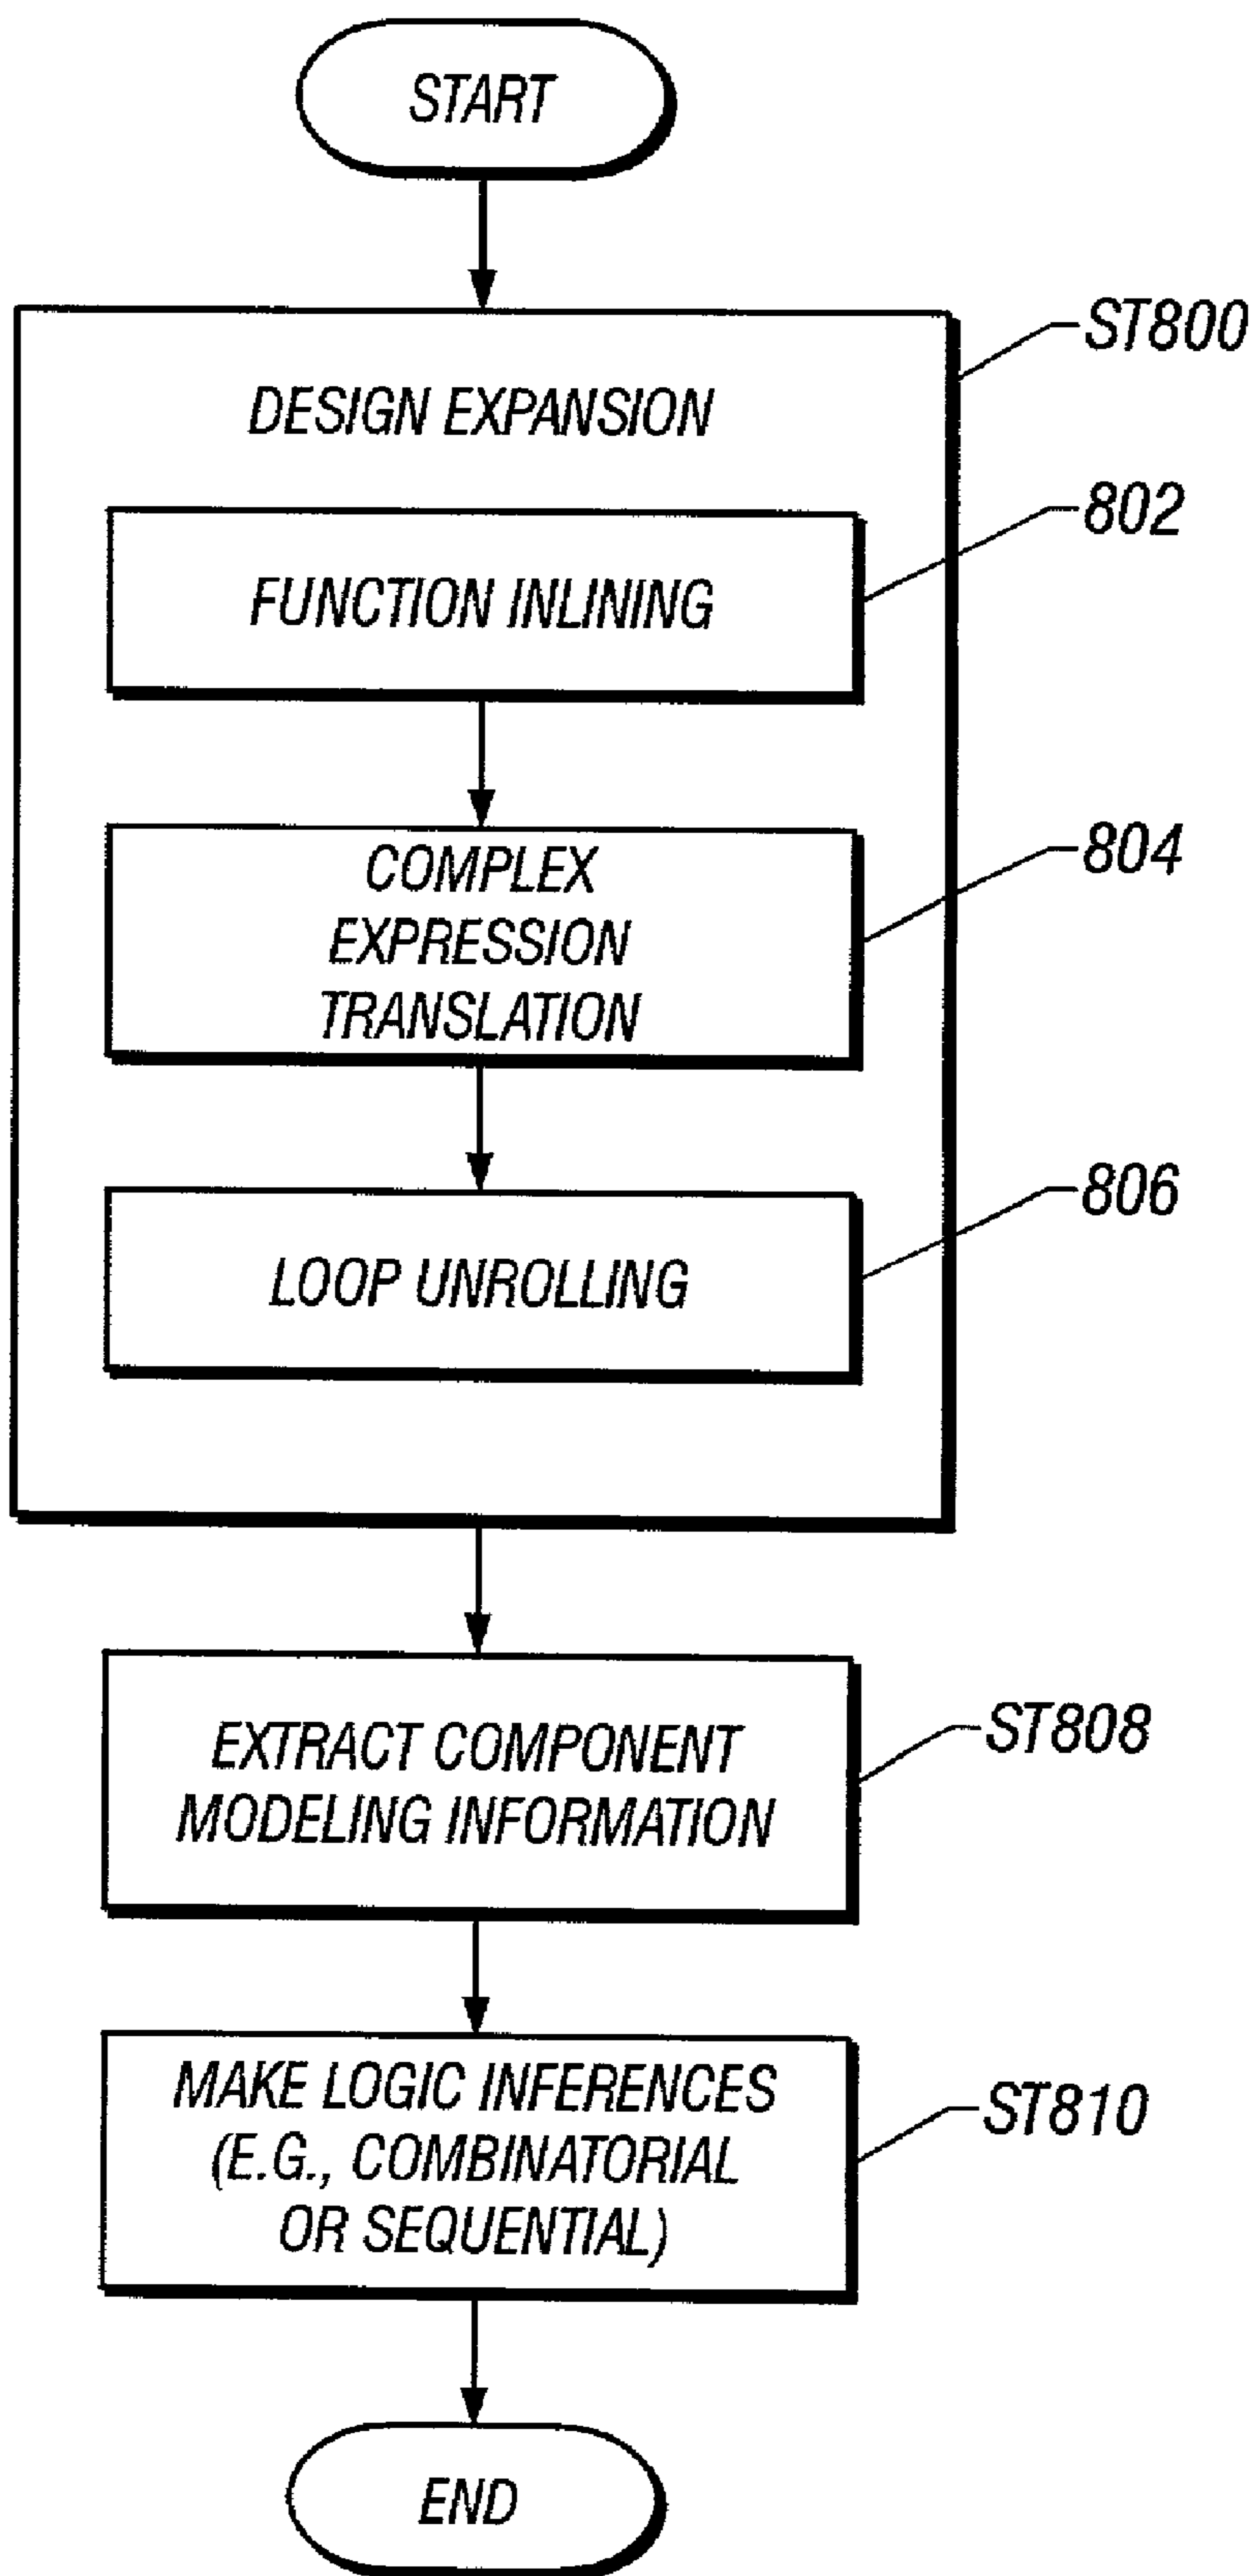 START
ST800
DESIGN EXPANSION
802
FUNCTION INLINING
804
COMPLEX
EXPRESSION
TRANSLATION
806
LOOP UNROLLING
ST808
EXTRACT COMPONENT
MODELING INFORMATION
ST810
MAKE LOGIC INFERENCES
(E.G., COMBINATORIAL
OR SEQUENTIAL)
END